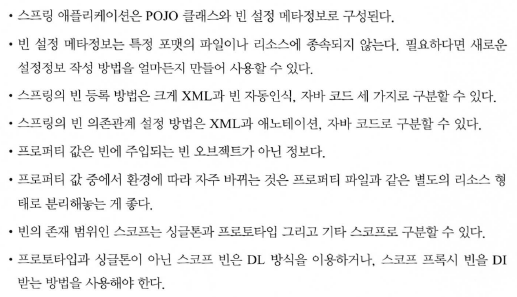 • 스프링 애플리케이션은 POJO 클래스와 빈 설정 메타정보로 구성된다.
• 빈 설정 메타정보는 특정 포맷의 파일이나 리소스에 종속되지 않는다. 필요하다면 새로운
설정정보 작성 방법을 얼마든지 만들어 사용할 수 있다.
• 스프링의 빈 등록 방법은 크게 XML과 빈 자동인식, 자바 코드 세 가지로 구분할 수 있다.
• 스프링의 빈 의존관계 설정 방법은 XML과 애노테이션, 자바 코드로 구분할 수 있다.
• 프로퍼티 값은 빈에 주입되는 빈 오브젝트가 아닌 정보다.
• 프로퍼티 값 중에서 환경에 따라 자주 바뀌는 것은 프로퍼티 파일과 같은 별도의 리소스 형
태로 분리해놓는 게 좋다.
• 빈의 존재 범위인 스코프는 싱글톤과 프로토타입 그리고 기타 스코프로 구분할 수 있다.
• 프로토타입과 싱글톤이 아닌 스코프 빈은 DL 방식을 이용하거나, 스코프 프록시 빈을 DI
받는 방법을 사용해야 한다.